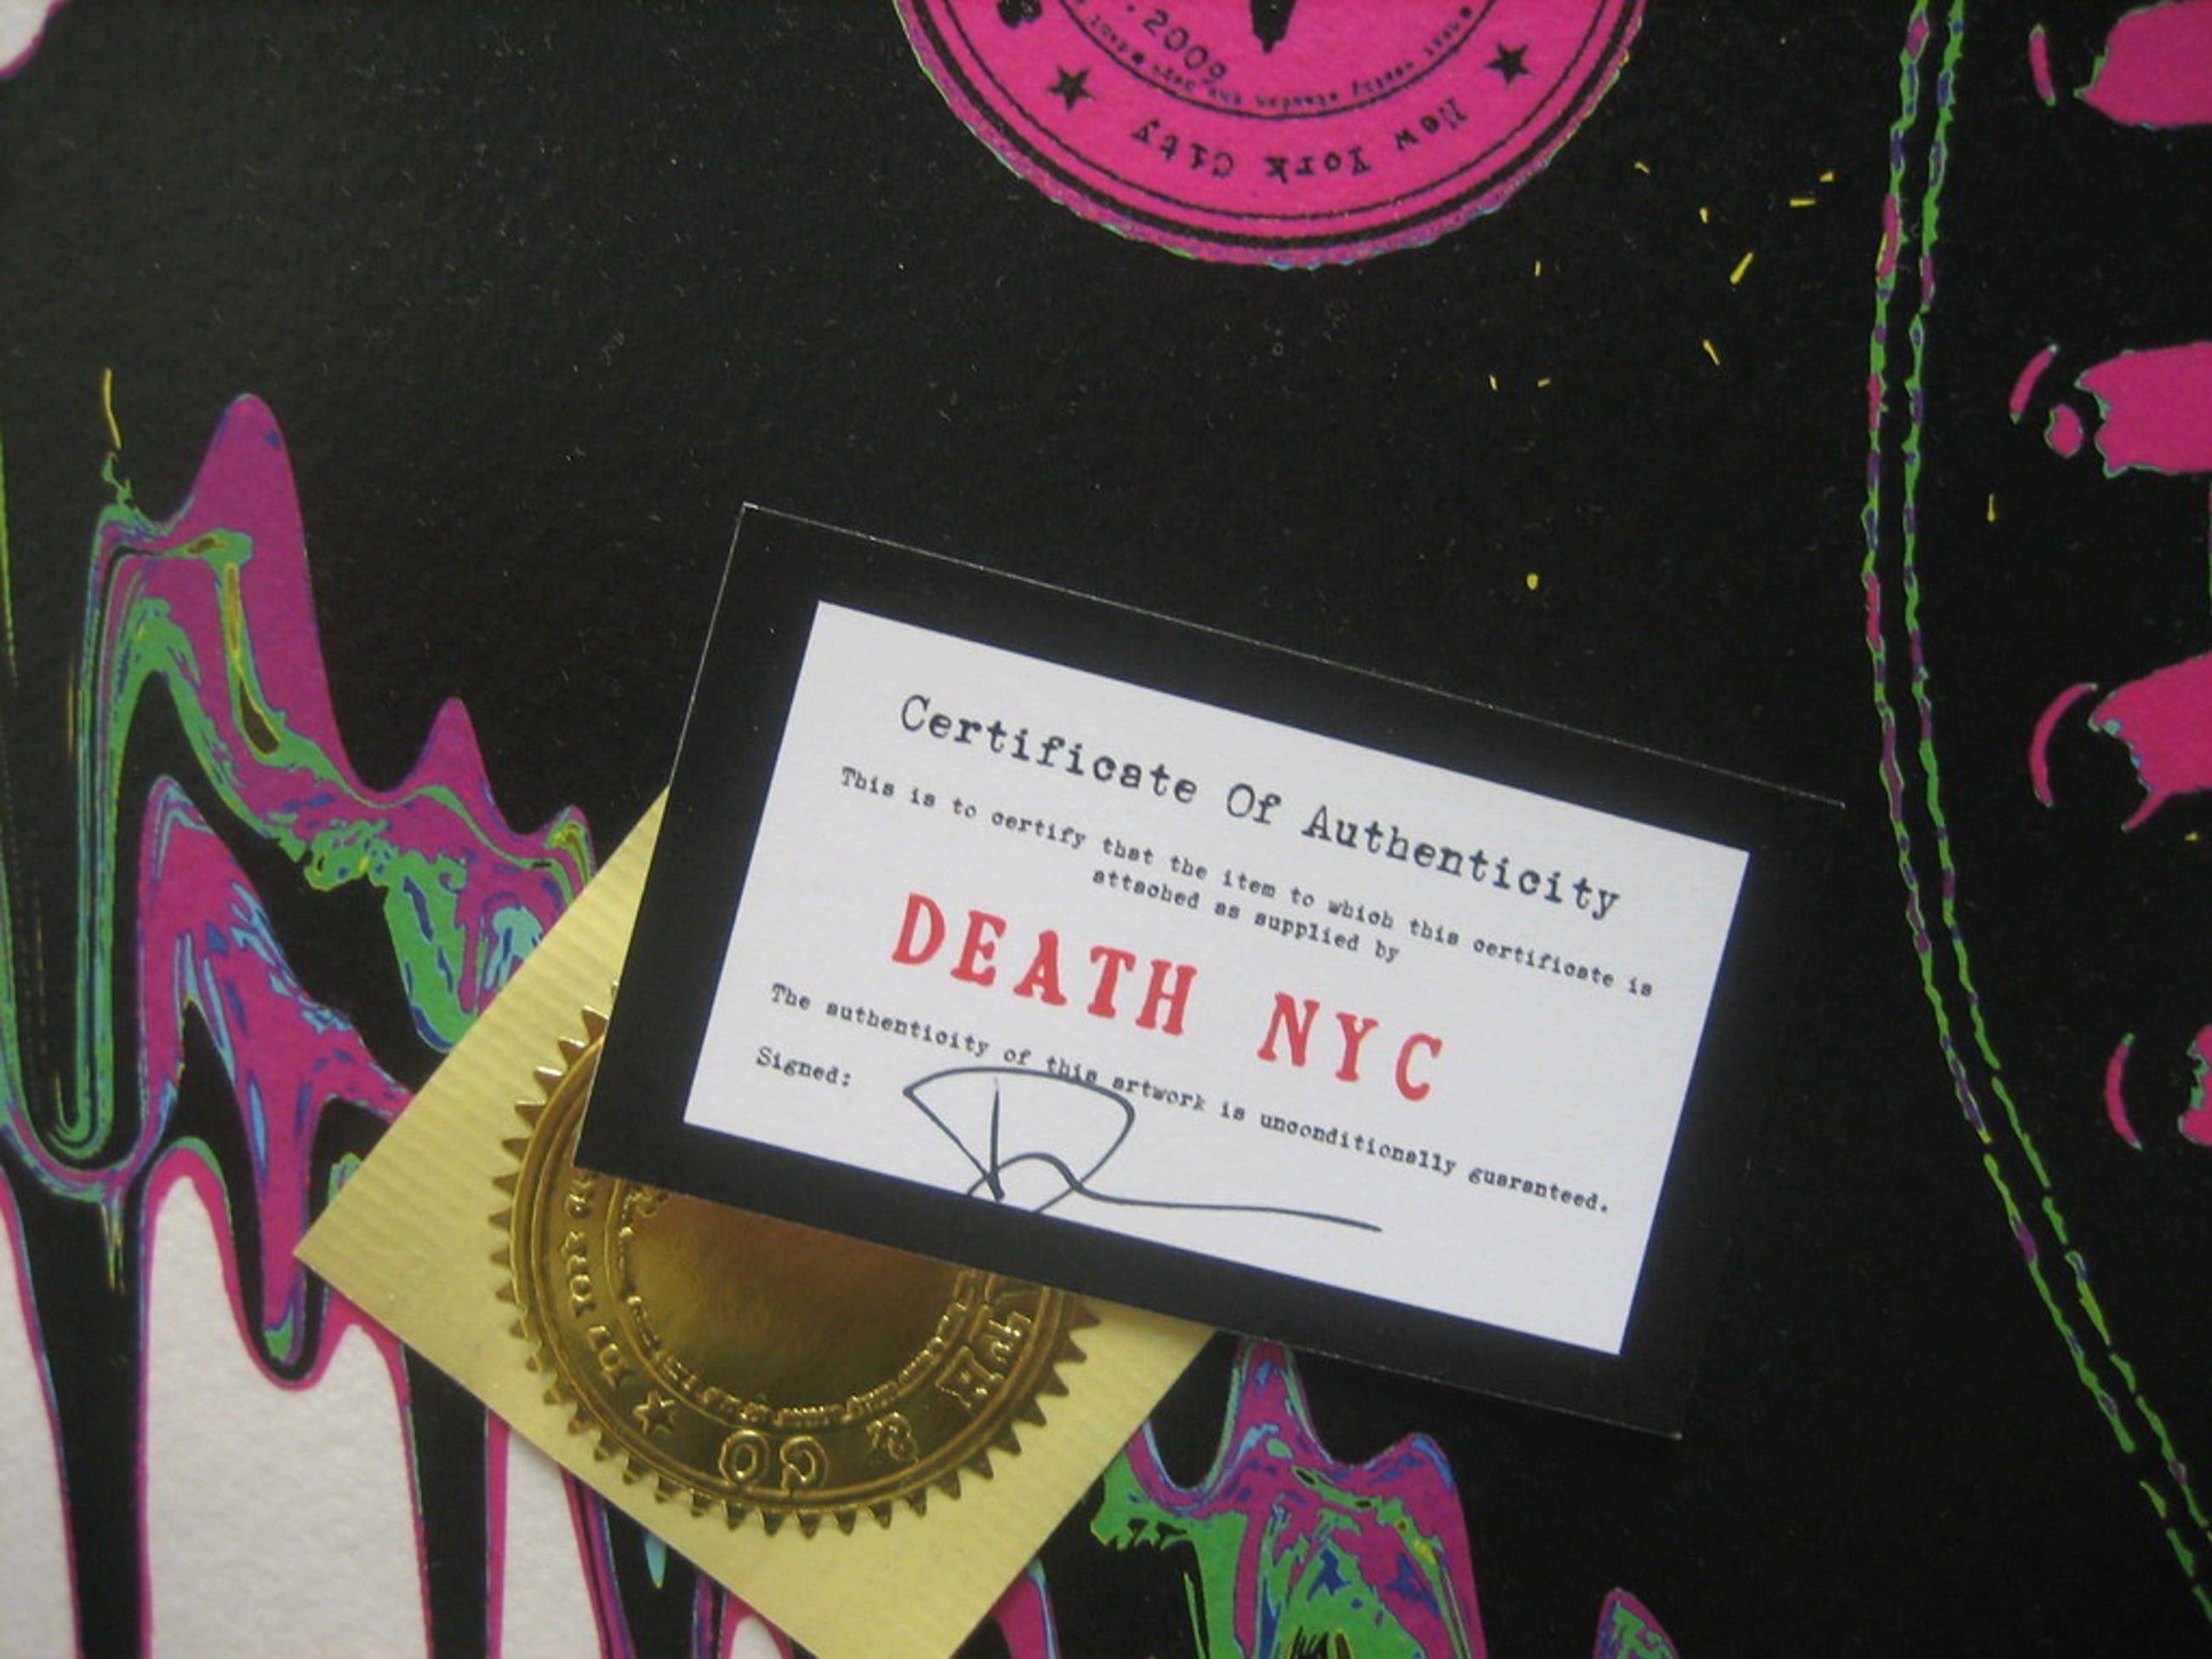 2009
New York City
Certificate Of Authenticity
This is to certify that the item to which this certificate is
attached as supplied by
DEATH NYC
The authenticity of this artwork is unconditionally guaranteed.
Signed: